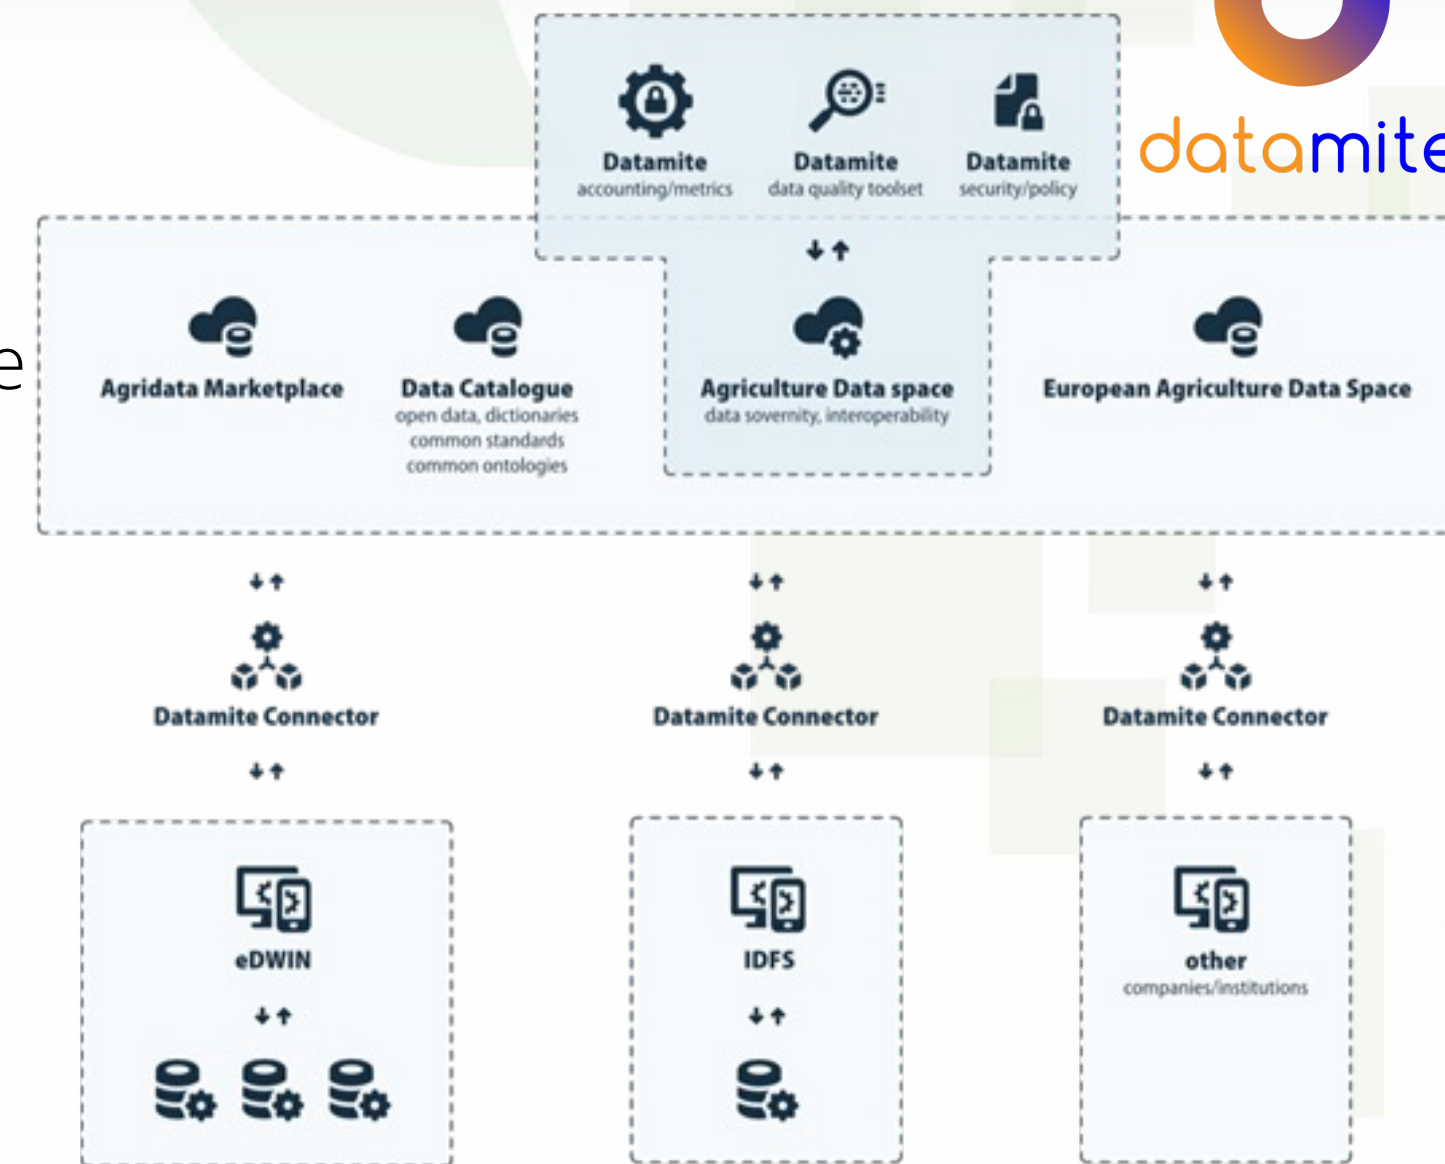 datamite
Datamite Datamite Datamite
accounting/metrics data quality toolset security/policy
e
Agridata Marketplace Data Catalogue Agriculture Data space European Agriculture Data Space
open data, dictionaries data sovernity, interoperability
common standards
common ontologies
Datamite Connector Datamite Connector Datamite Connector
eDWIN IDFS other
companies/institutions